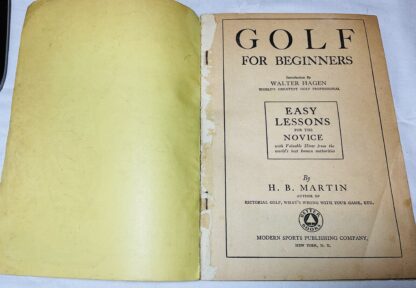 GOLF
FOR BEGINNERS
Introduction By
WALTER HAGEN
WORLD'S GREATEST GOLF PROFESSIONAL
EASY
LESSONS
FOR THE
NOVICE
with Valuable Hints from the
world's most famous authorities
By
H. B. MARTIN
AUTHOR OF
PICTORIAL GOLF, WHAT'S WRONG WITH YOUR GAME, ETC.
MODERN SPORTS PUBLISHING COMPANY,
NEW YORK, N. Y.